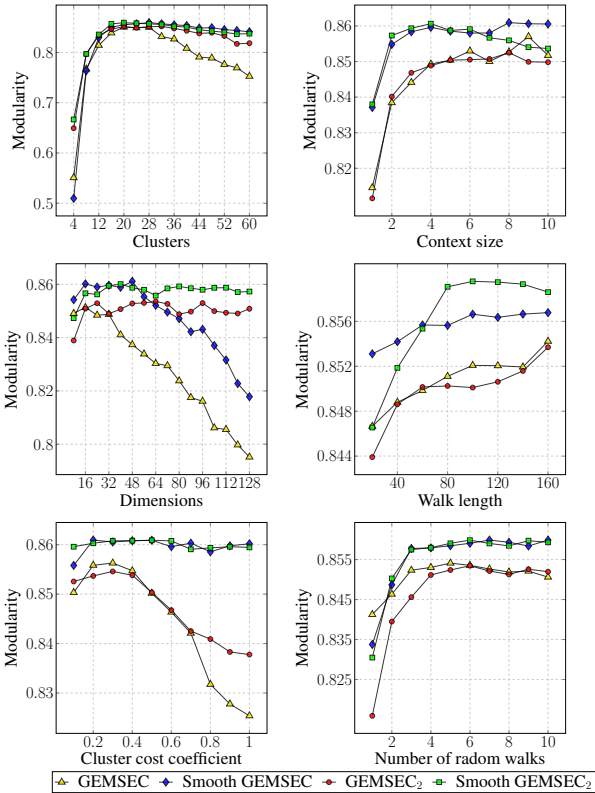 Modularity
0.8
0.7
0.6
0.5
4 12 20 28 36 44 52 60
Clusters
Modularity
0.86
0.85
0.84
0.83
0.82
2 4 6 8 10
Context size
Modularity
0.86
0.84
0.82
0.8
16 32 48 64 80 96 112 128
Dimensions
Modularity
0.856
0.852
0.848
0.844
40 80 120 160
Walk length
Modularity
0.86
0.85
0.84
0.83
0.2 0.4 0.6 0.8 1
Cluster cost coefficient
Modularity
0.855
0.845
0.835
0.825
2 4 6 8 10
Number of radom walks
GEMSEC Smooth GEMSEC GEMSEC₂ Smooth GEMSEC₂